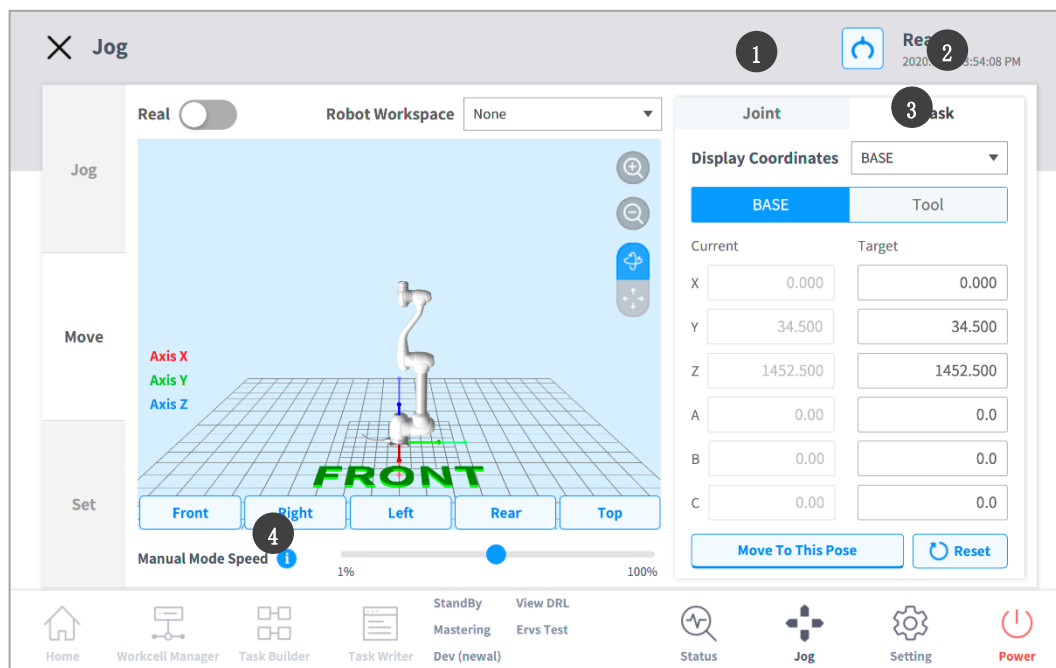 Jog
1
2
2020.
3:54:08 PM
3
Jog
Move
Set
Real
Robot Workspace
None
Axis X
Axis Y
Axis Z
FRONT
Front
Right
Left
Rear
Top
4
Manual Mode Speed i
1%
100%
Joint
Display Coordinates
BASE
BASE
Tool
Current
Target
X 0.000 0.000
Y 34.500 34.500
Z 1452.500 1452.500
A 0.00 0.0
B 0.00 0.0
C 0.00 0.0
Move To This Pose
Reset
Home
Workcell Manager
Task Builder
Task Writer
StandBy View DRL
Mastering Ervs Test
Dev (newal)
Status
Jog
Setting
Power